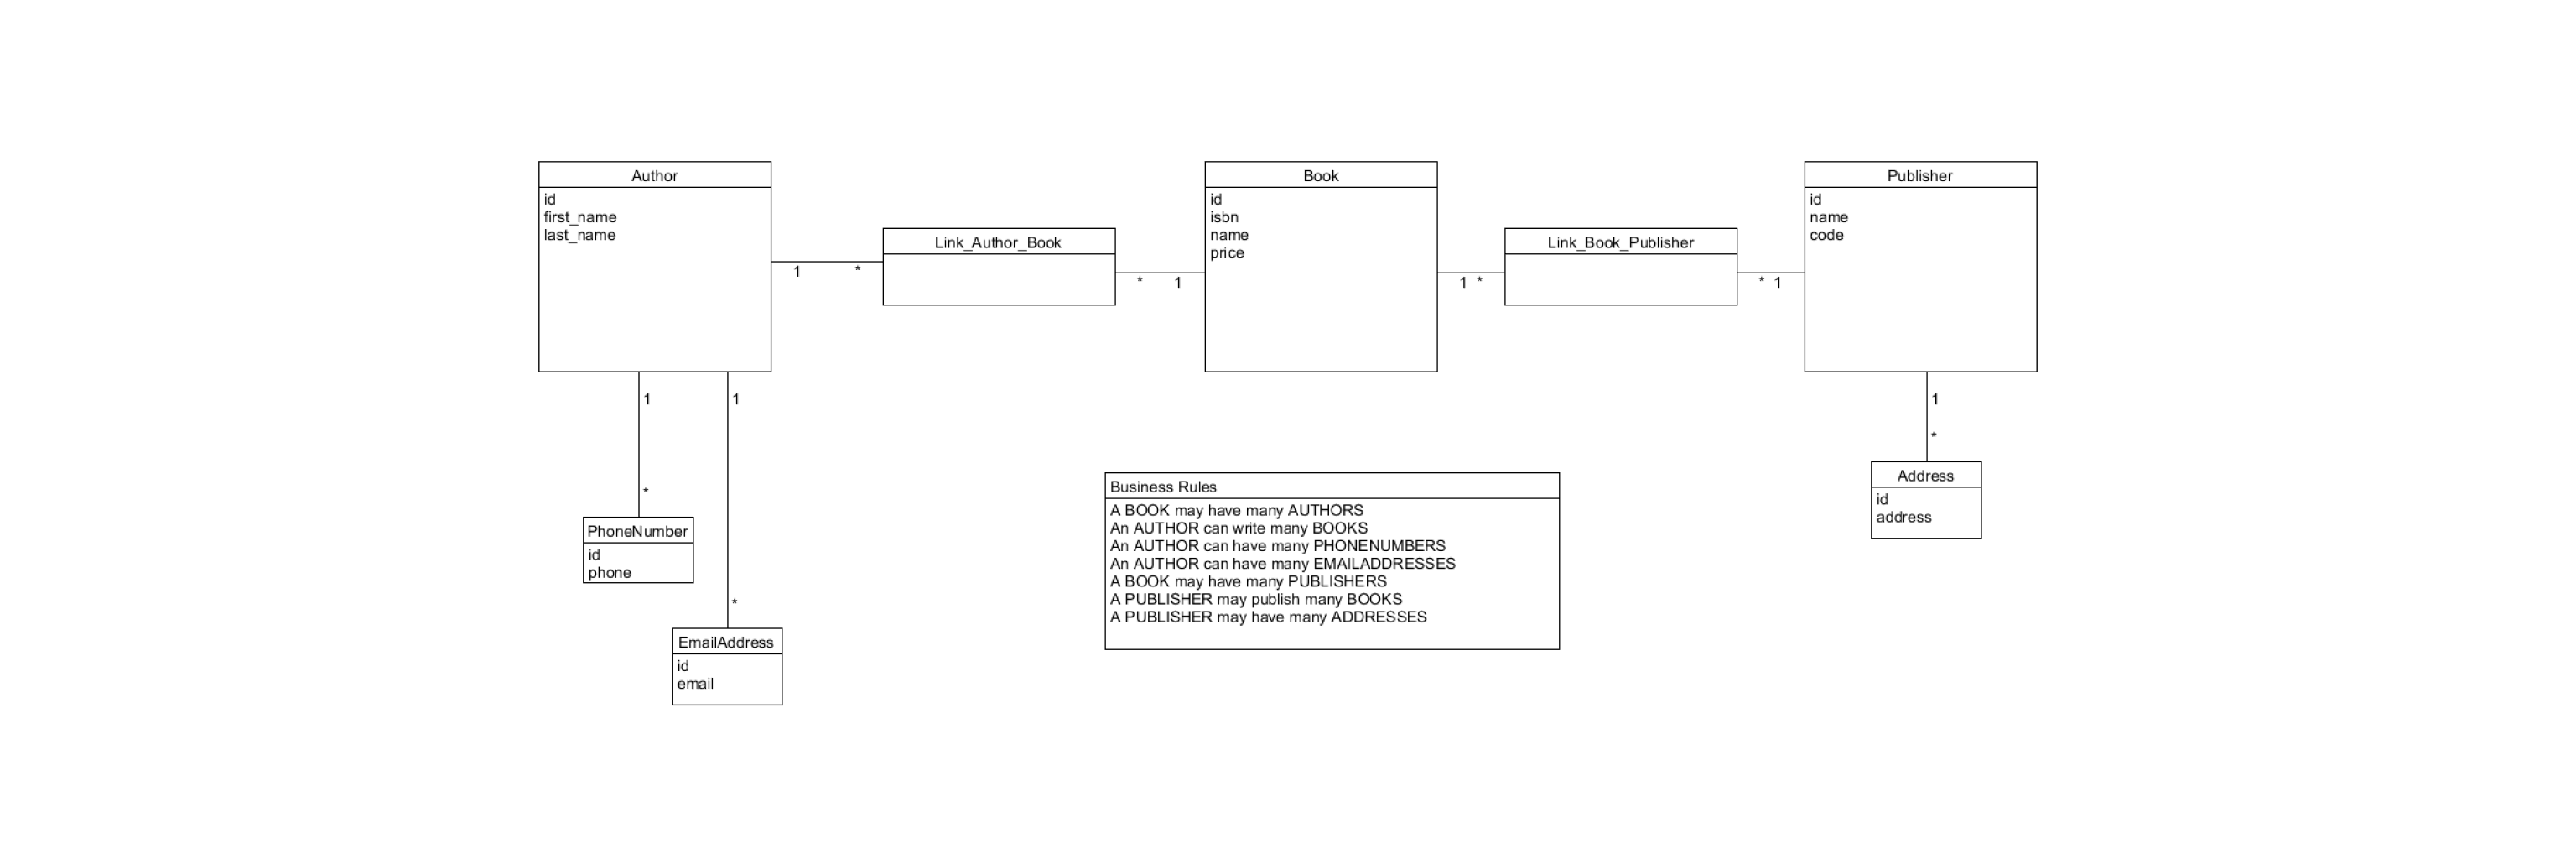 Author
id
first_name
last_name
Link_Author_Book
Book
id
isbn
name
price
Link_Book_Publisher
Publisher
id
name
code
1 *
* 1
1 *
* 1
1
*
1
*
1
*
PhoneNumber
id
phone
EmailAddress
id
email
Business Rules
A BOOK may have many AUTHORS
An AUTHOR can write many BOOKS
An AUTHOR can have many PHONENUMBERS
An AUTHOR can have many EMAILADDRESSES
A BOOK may have many PUBLISHERS
A PUBLISHER may publish many BOOKS
A PUBLISHER may have many ADDRESSES
Address
id
address